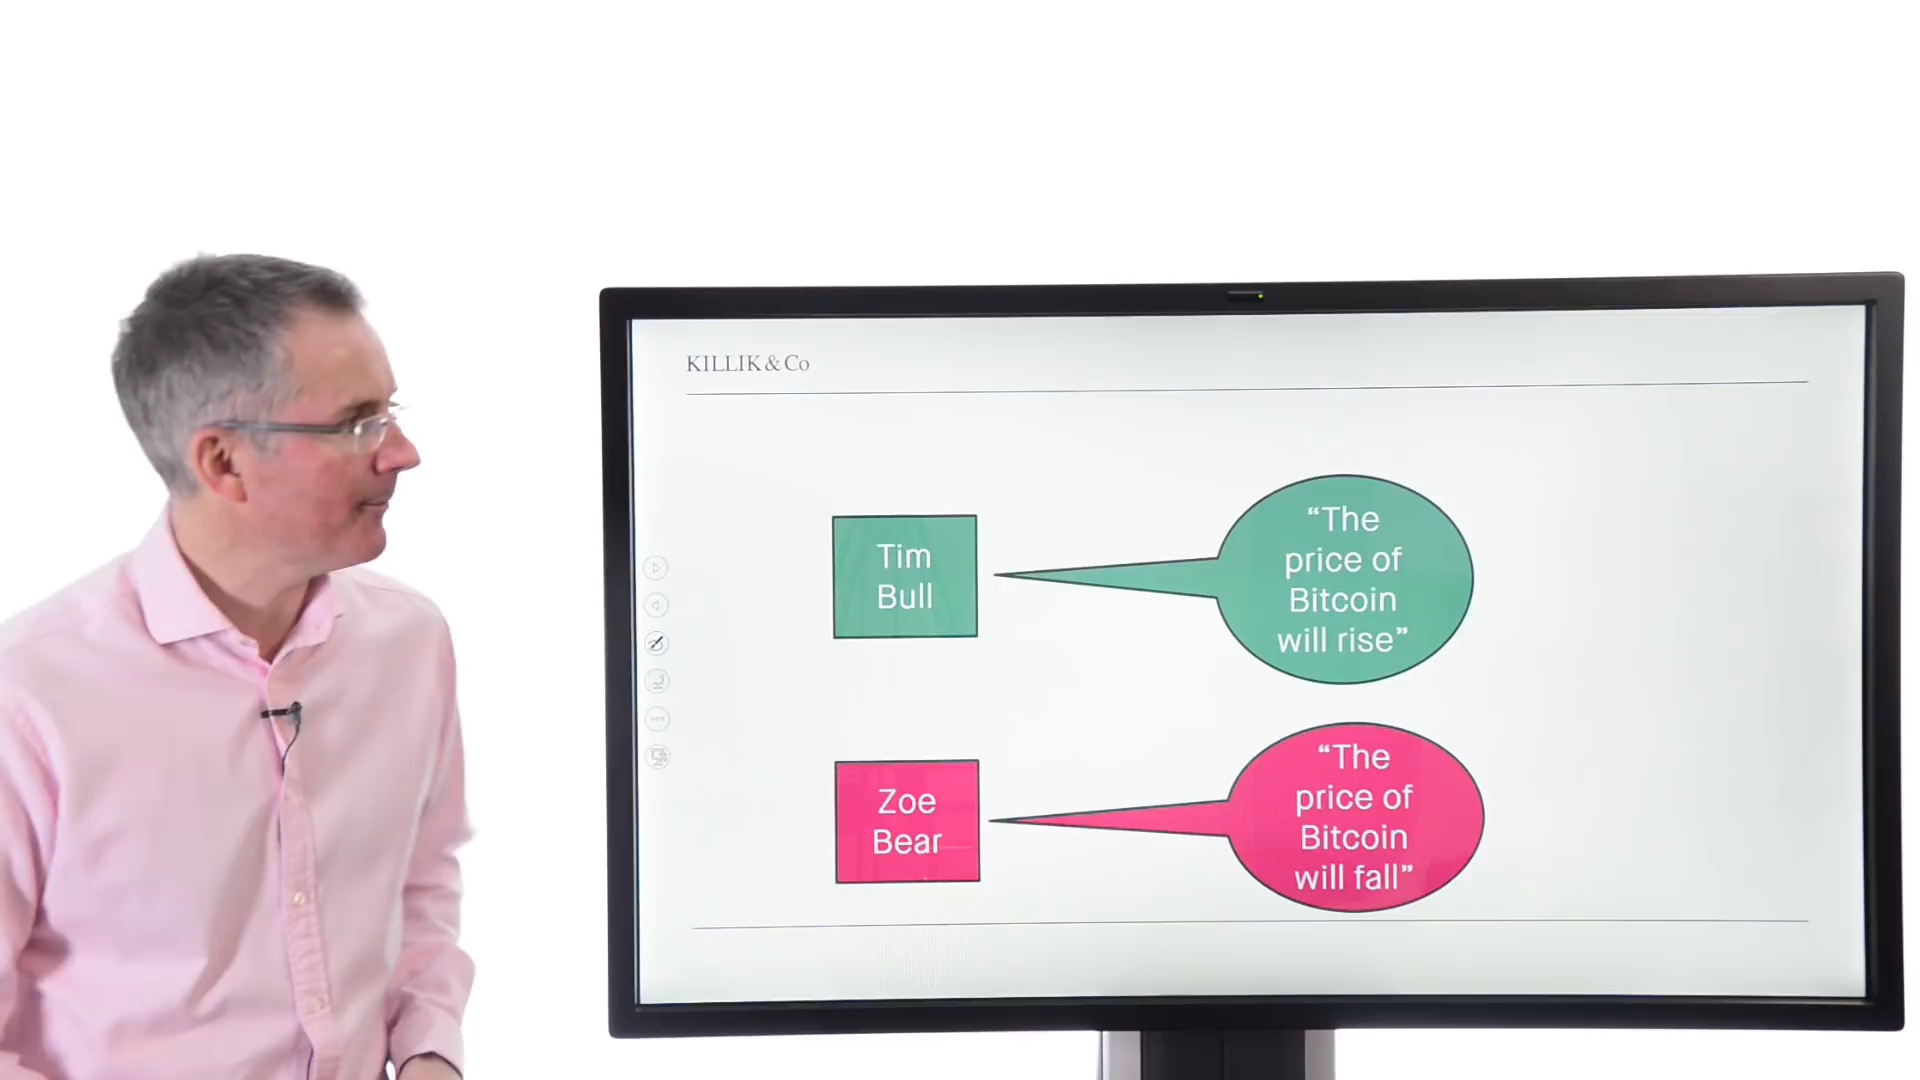 KILLIK & Co
Tim
Bull
“The
price of
Bitcoin
will rise”
Zoe
Bear
“The
price of
Bitcoin
will fall”